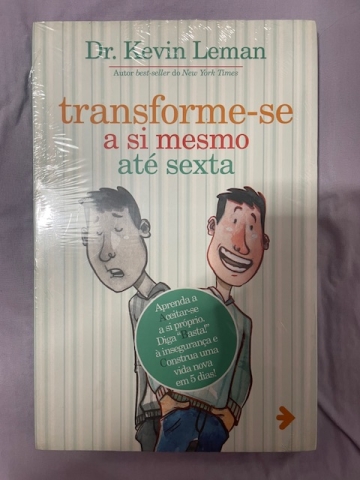 Dr. Kevin Leman
Autor best-seller do New York Times
transforme-se
a si mesmo
até sexta
Aprenda a
Aceitar-se
a si próprio.
Diga "Basta!"
à insegurança e
Construa uma
vida nova
em 5 dias!